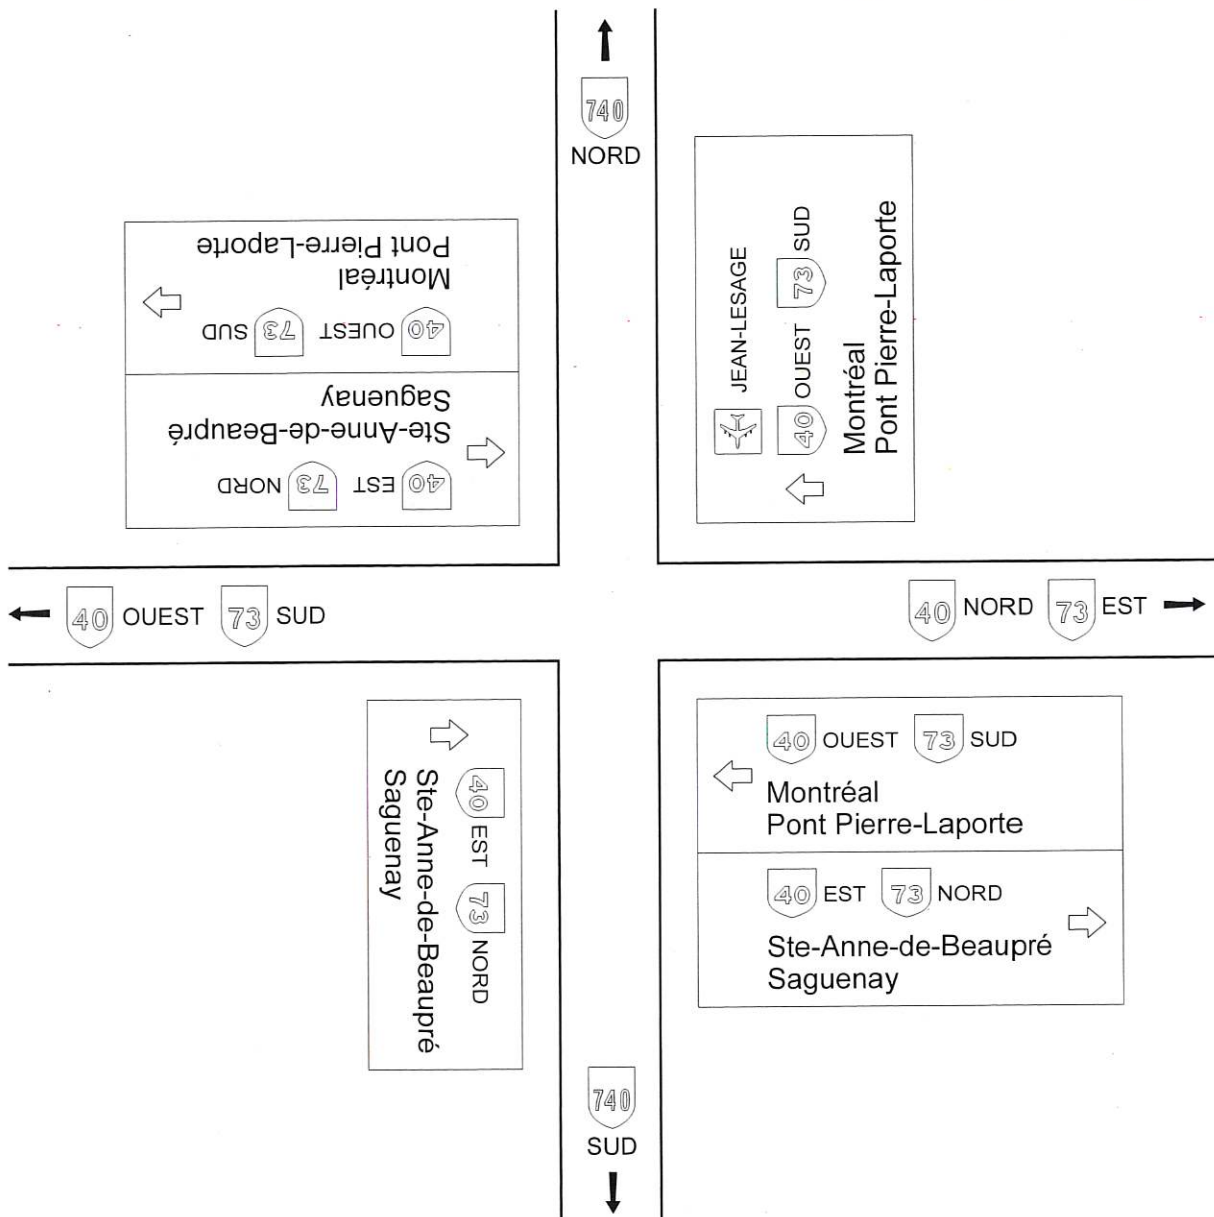 740
NORD
Montréal
Pont Pierre-Laporte
40 OUEST 73 SUD
Ste-Anne-de-Beaupré
Saguenay
40 EST 73 NORD
JEAN-LESAGE
40 OUEST 73 SUD
Montréal
Pont Pierre-Laporte
40 OUEST 73 SUD
40 NORD 73 EST
40 EST 73 NORD
Ste-Anne-de-Beaupré
Saguenay
40 OUEST 73 SUD
Montréal
Pont Pierre-Laporte
40 EST 73 NORD
Ste-Anne-de-Beaupré
Saguenay
740
SUD